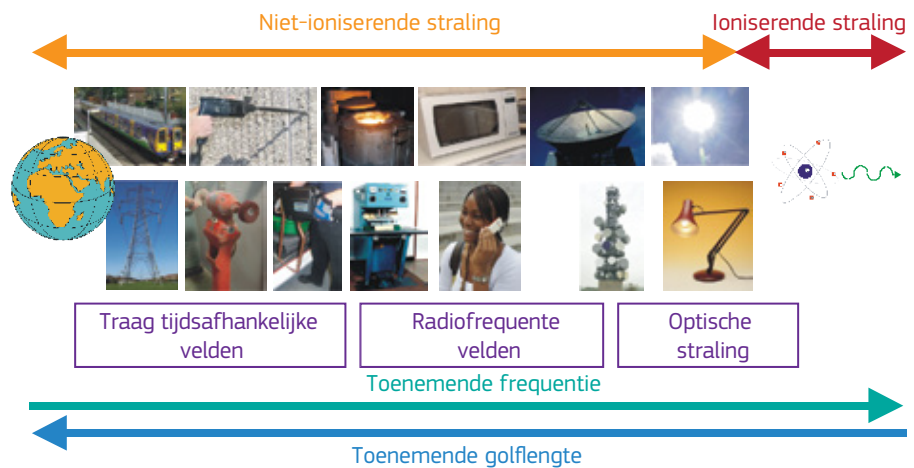 Niet-ioniserende straling
Ioniserende straling
Traag tijdsafhankelijke
velden
Radiofrequente
velden
Optische
straling
Toenemende frequentie
Toenemende golflengte